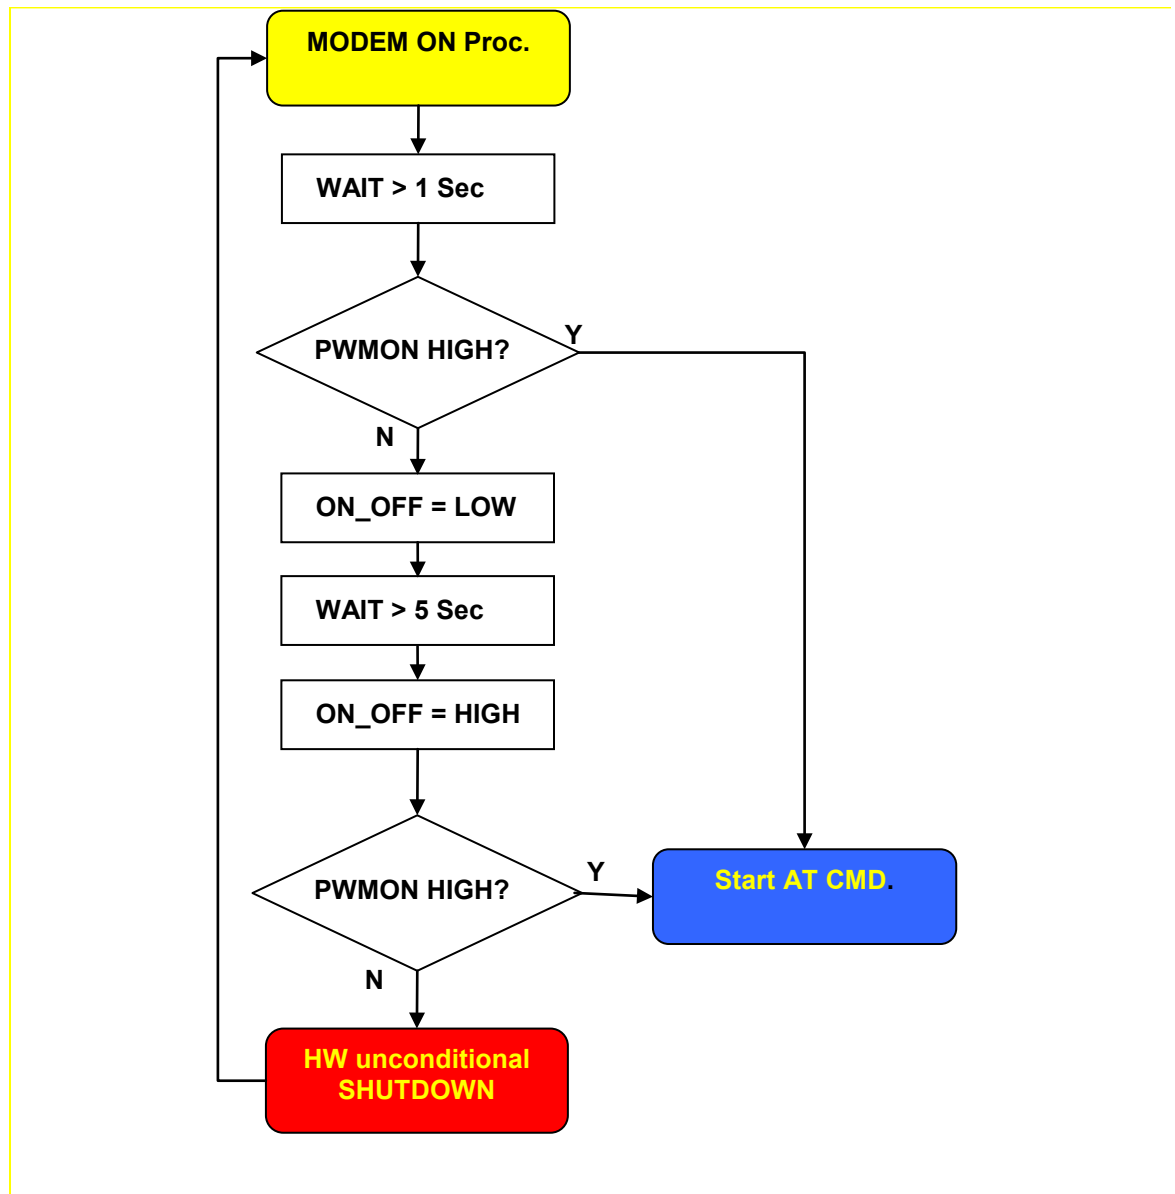 MODEM ON Proc.
WAIT > 1 Sec
PWMON HIGH?
Y
N
ON_OFF = LOW
WAIT > 5 Sec
ON_OFF = HIGH
PWMON HIGH?
Y
Start AT CMD.
N
HW unconditional
SHUTDOWN